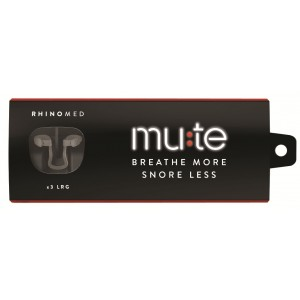 RHINOMED
x3 LRG
mu:te
BREATHE MORE
SNORE LESS